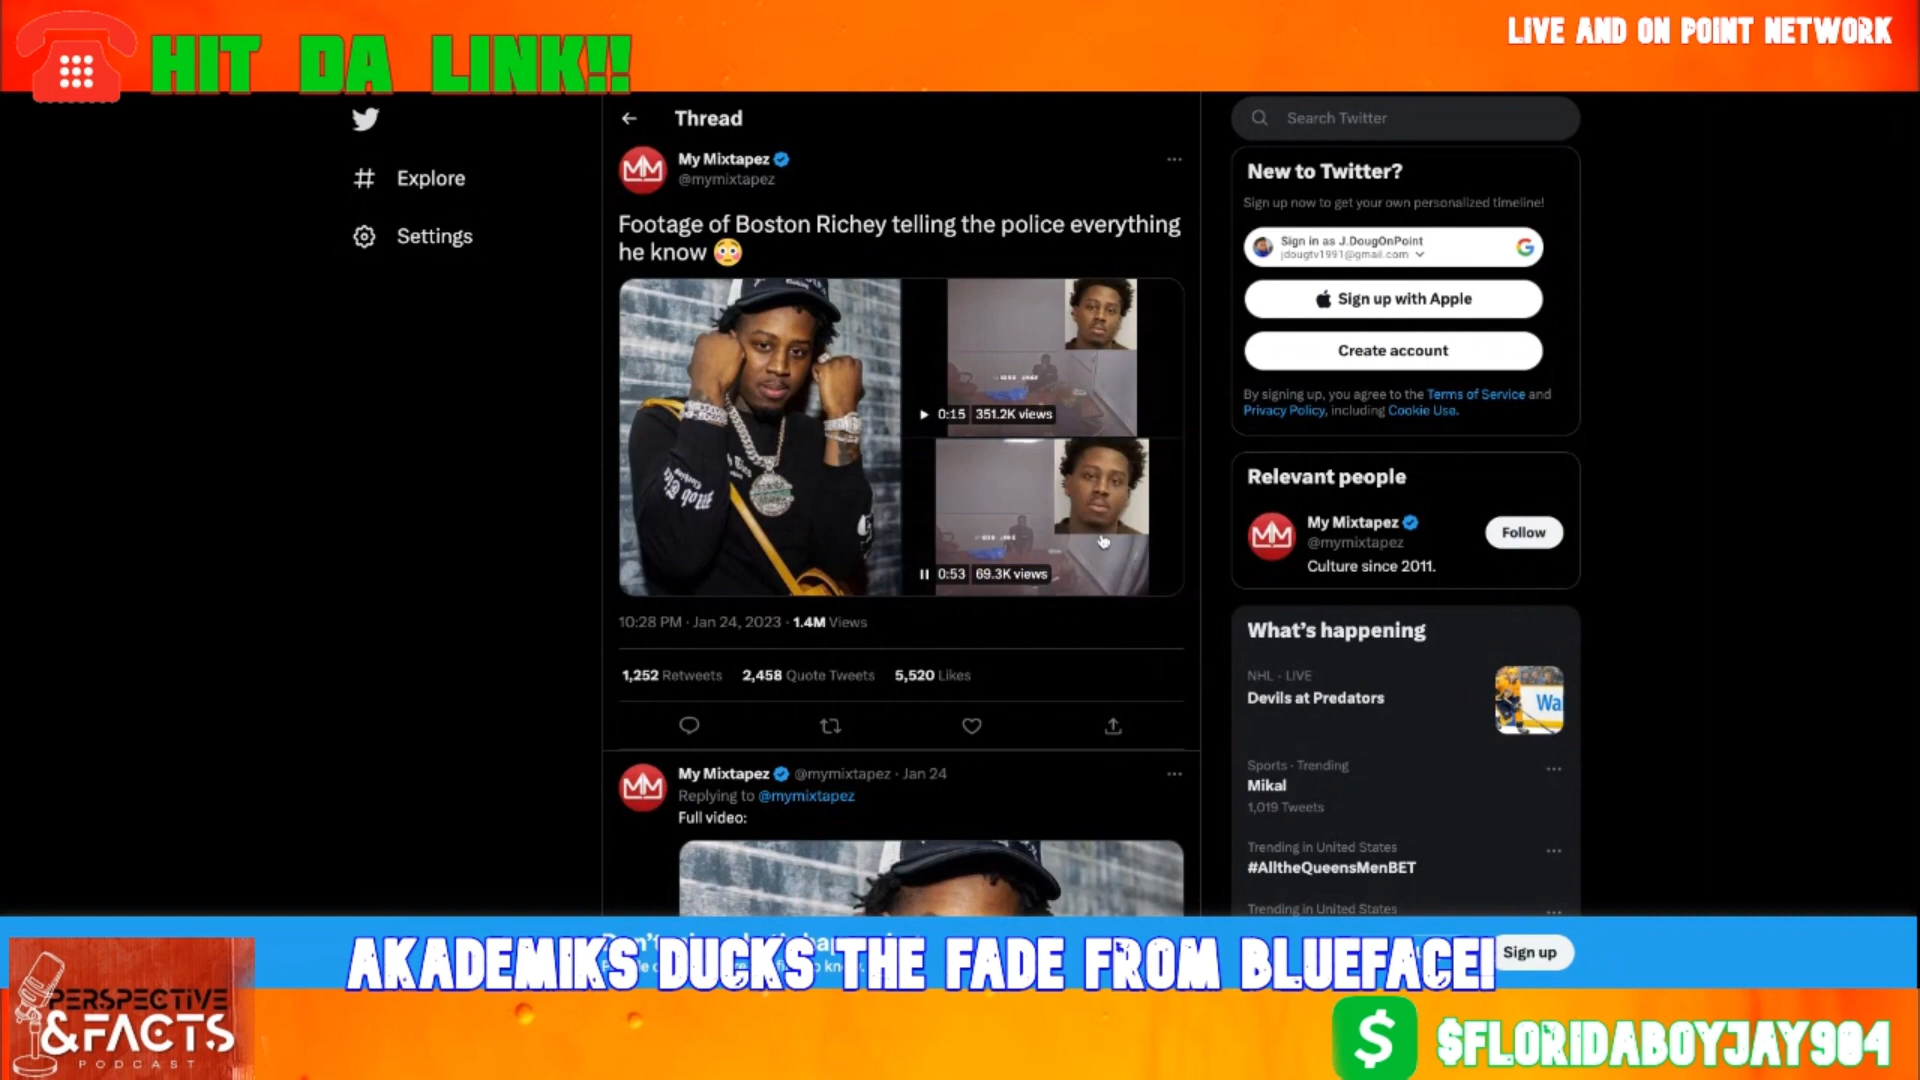 HIT DA LINK!!
LIVE AND ON POINT NETWORK
Explore
Settings
Thread
My Mixtapez
@mymixtapez
Footage of Boston Richey telling the police everything
he know 😳
0:15 351.2K views
0:53 69.3K views
10:28 PM · Jan 24, 2023 · 1.4M Views
1,252 Retweets 2,458 Quote Tweets 5,520 Likes
My Mixtapez @mymixtapez · Jan 24
Replying to @mymixtapez
Full video:
Search Twitter
New to Twitter?
Sign up now to get your own personalized timeline!
Sign in as J.DougOnPoint
jdougtv1991@gmail.com
Sign up with Apple
Create account
By signing up, you agree to the Terms of Service and
Privacy Policy, including Cookie Use.
Relevant people
My Mixtapez
@mymixtapez
Follow
Culture since 2011.
What's happening
NHL · LIVE
Devils at Predators
Wa
Sports · Trending
Mikal
1,019 Tweets
Trending in United States
#AlltheQueensMenBET
Trending in United States
AKADEMIKS DUCKS THE FADE FROM BLUEFACE!
Sign up
PERSPECTIVE
&FACTS
PODCAST
$FLORIDABOYJAY904